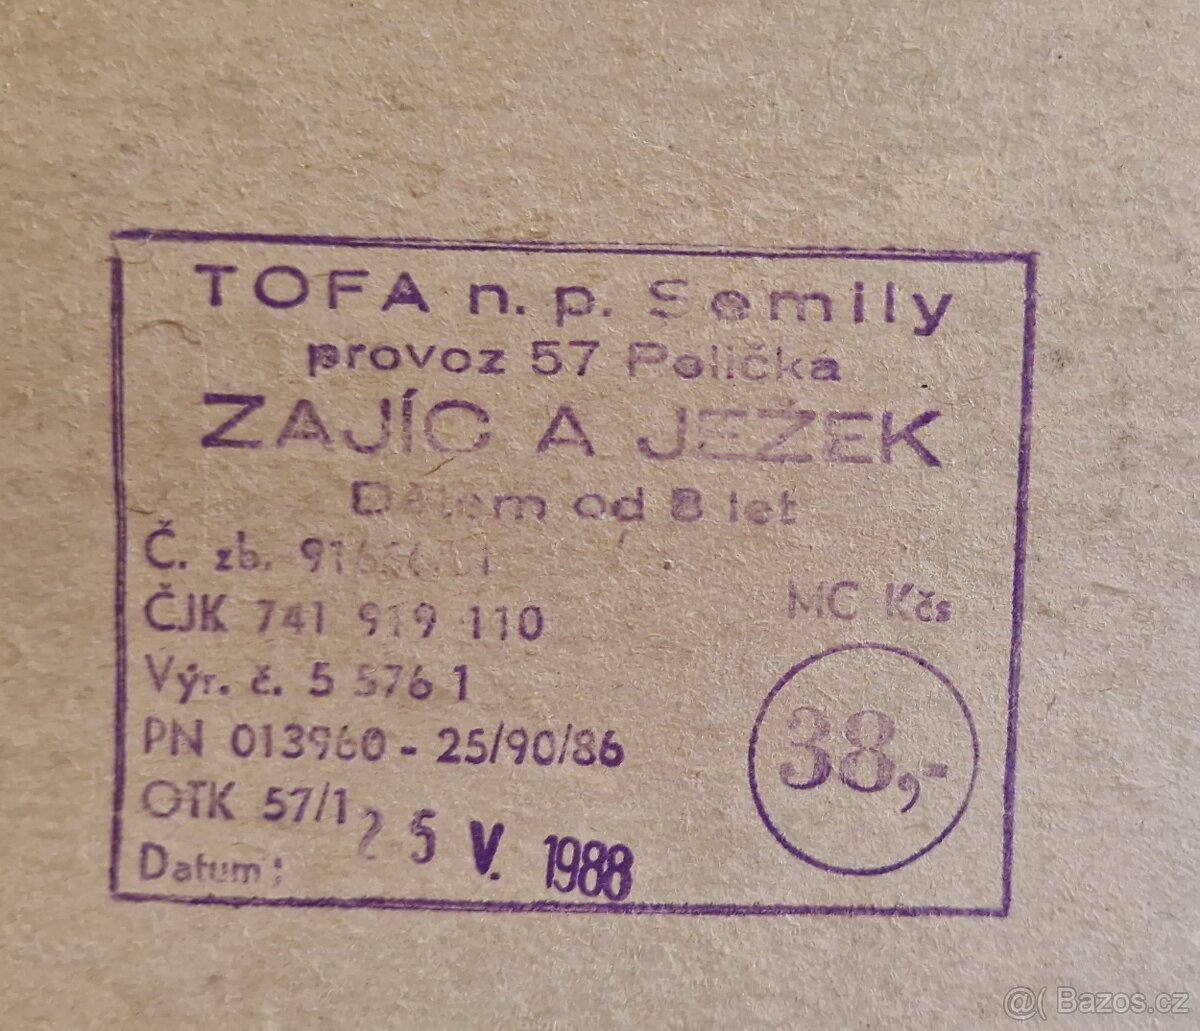 TOFA n. p. Semily
provoz 57 Polička
ZAJÍC A JEŽEK
Dětem od 8 let
Č. zb.
ČJK 741 919 110
MC Kčs
Výr. č. 5 576 1
38,-
PN 013960 - 25/90/86
OTK 57/1
Datum: 25 V. 1988
@( Bazos.cz